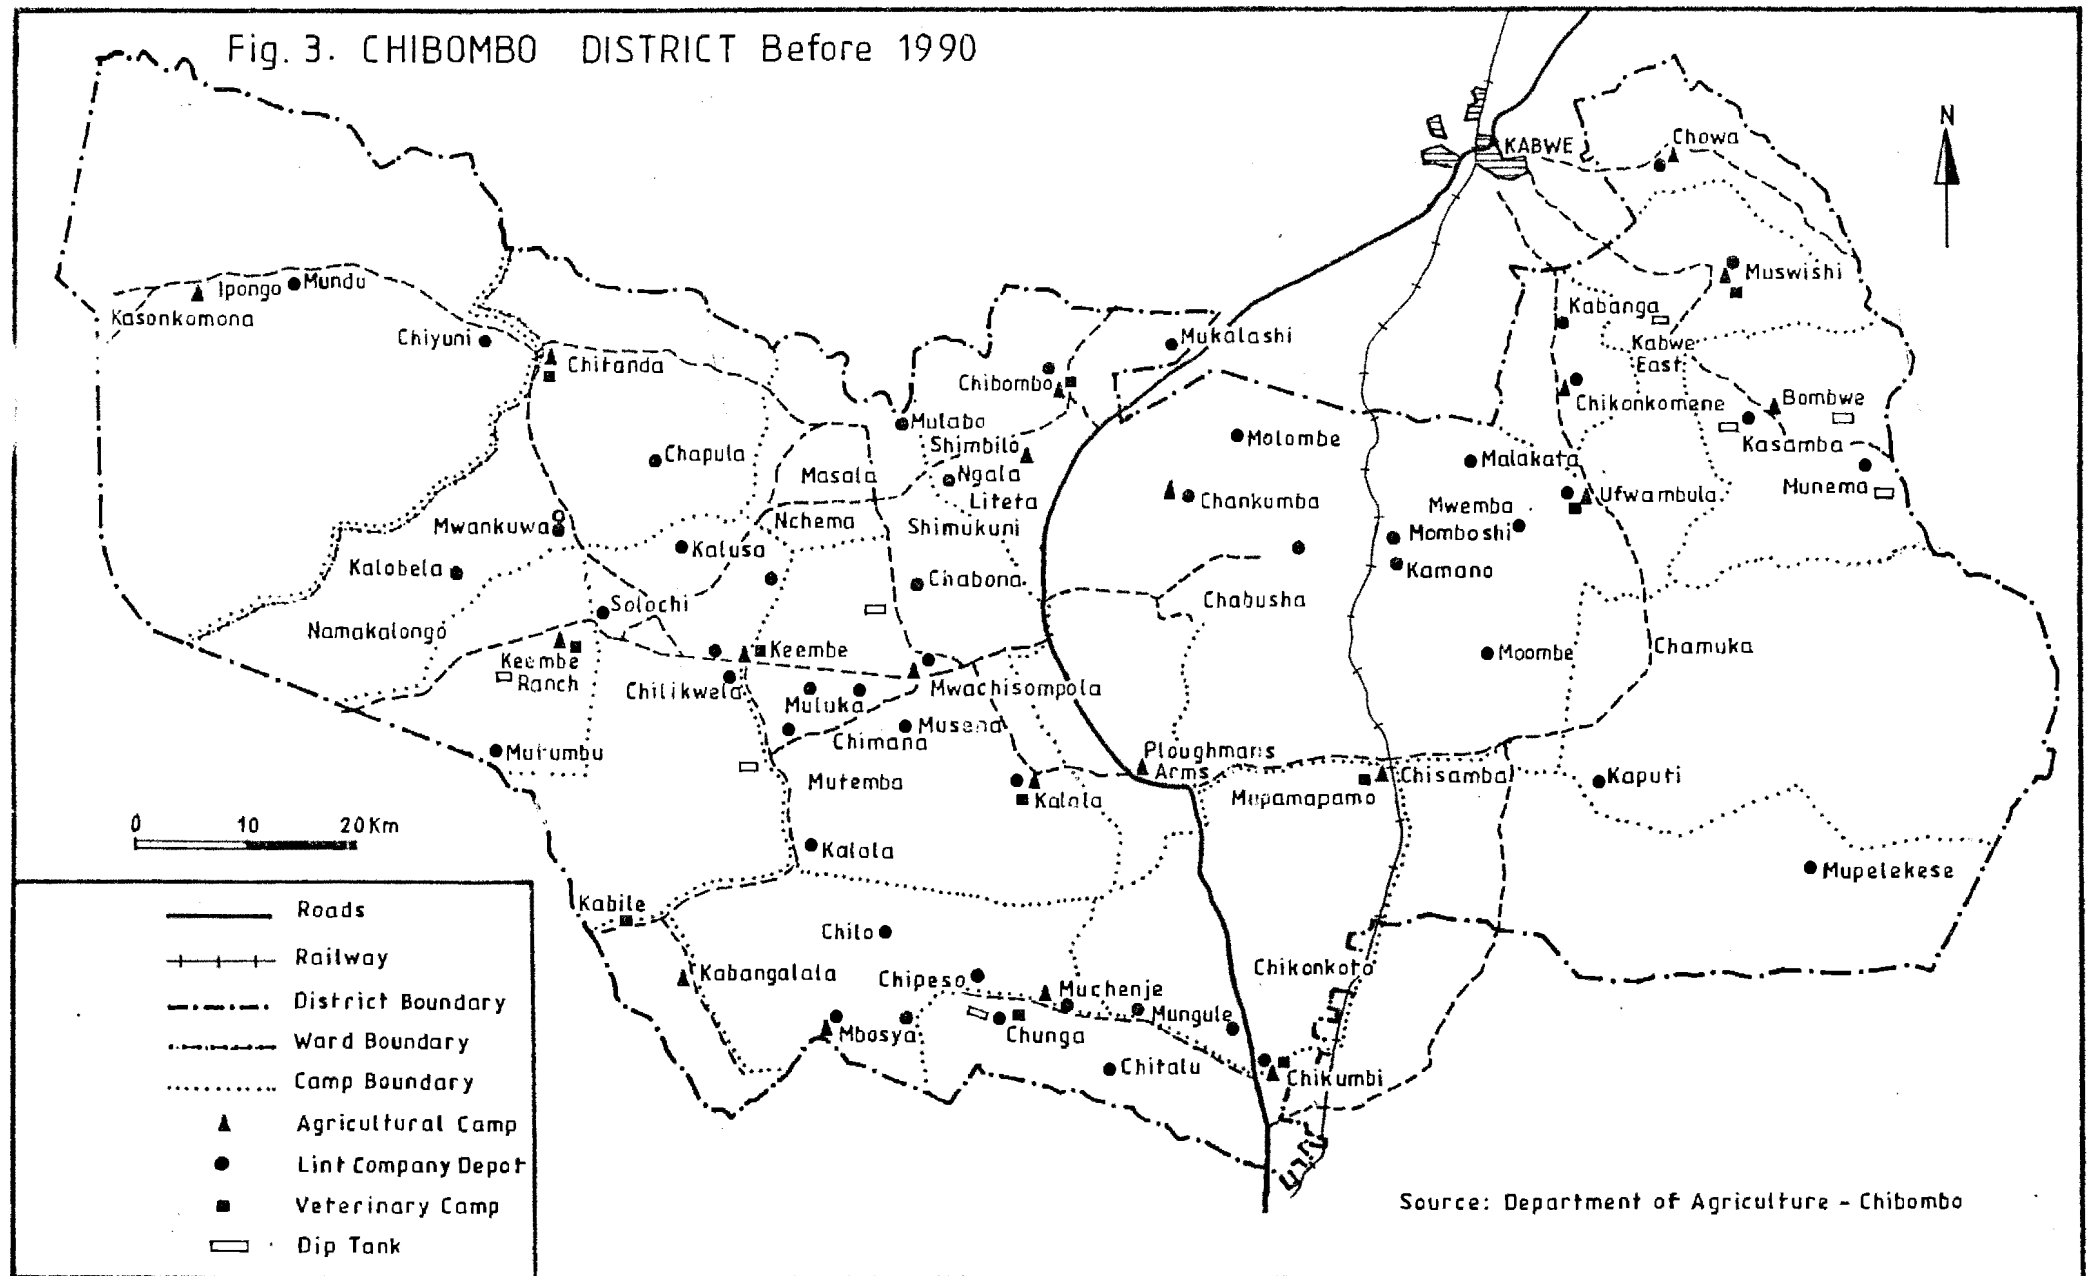 Fig. 3. CHIBOMBO DISTRICT Before 1990
N
KABWE
Chowa
Muswishi
Ipongo
Mundu
Kasonkomona
Chiyuni
Chitanda
Mukalashi
Kabanga
Kabwe
East
Chibombo
Chikonkomene
Bombwe
Kasamba
Mulabo
Shimbilo
Ngala
Liteta
Shimukuni
Molombe
Malakata
Munema
Chapula
Masala
Nchema
Chankumba
Mwemba
Momboshi
Ufwambula
Mwankuwa
Kalusa
Kamano
Kalobela
Chabona
Chabusha
Solochi
Namakalongo
Keembe
Ranch
Keembe
Moombe
Chamuka
Chilikwela
Muluka
Mwachisompola
Musena
Chimana
Mutumbu
Mutemba
Ploughmans
Arms
Chisamba
Mupamapamo
Kaputi
Kalola
0 10 20Km
Kalola
Mupelekese
Kabile
Chilo
Kabangalala
Chipeso
Muchenje
Chikonkoto
Mbosya
Chunga
Mungule
Chitalu
Chikumbi
Roads
Railway
District Boundary
Ward Boundary
Camp Boundary
Agricultural Camp
Lint Company Depot
Veterinary Camp
Dip Tank
Source: Department of Agriculture - Chibombo